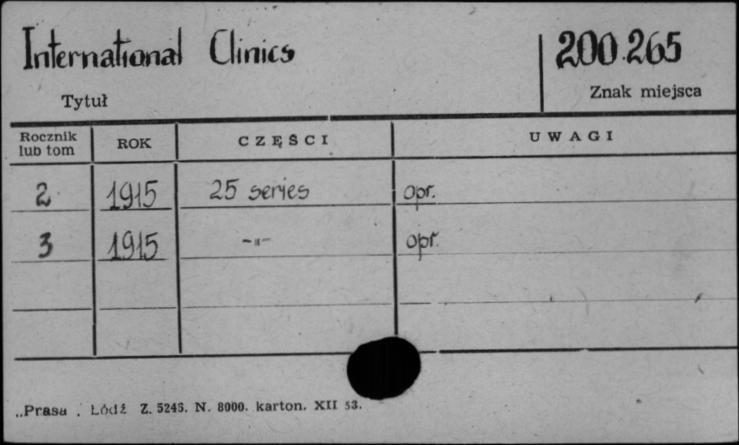 International Clinics
200.265
Tytuł
Znak miejsca
Rocznik lub tom ROK CZĘŚCI UWAGI
2 1915 25 series opr.
3 1915 -"- opr.
„Prasa . Łódź Z. 5246. N. 8000. karton. XII 53.